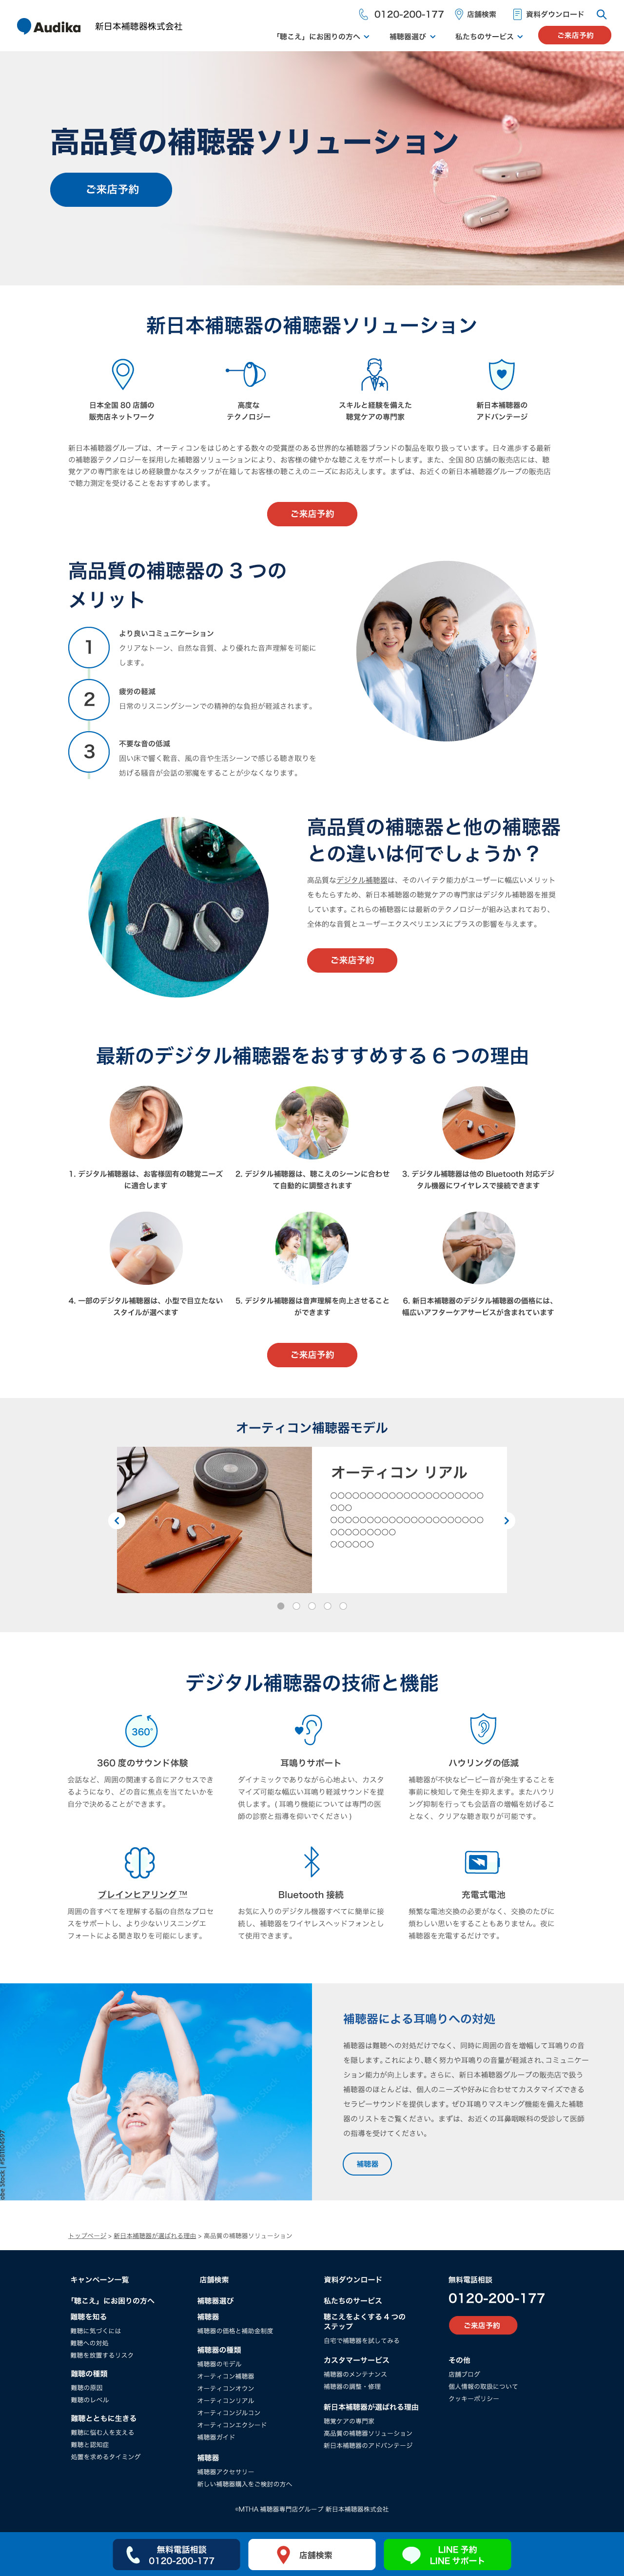 Audika 新日本補聴器株式会社
0120-200-177 店舗検索 資料ダウンロード
「聴こえ」にお困りの方へ 補聴器選び 私たちのサービス ご来店予約
高品質の補聴器ソリューション
ご来店予約
新日本補聴器の補聴器ソリューション
日本全国 80 店舗の
販売店ネットワーク
高度な
テクノロジー
スキルと経験を備えた
聴覚ケアの専門家
新日本補聴器の
アドバンテージ
新日本補聴器グループは、オーティコンをはじめとする数々の受賞歴のある世界的な補聴器ブランドの製品を取り扱っています。日々進歩する最新
の補聴器テクノロジーを採用した補聴器ソリューションにより、お客様の健やかな聴こえをサポートします。また、全国 80 店舗の販売店には、聴
覚ケアの専門家をはじめ経験豊かなスタッフが在籍してお客様の聴こえのニーズにお応えします。まずは、お近くの新日本補聴器グループの販売店
で聴力測定を受けることをおすすめします。
ご来店予約
高品質の補聴器の 3 つの
メリット
1
より良いコミュニケーション
クリアなトーン、自然な音質、より優れた音声理解を可能に
します。
2
疲労の軽減
日常のリスニングシーンでの精神的な負担が軽減されます。
3
不要な音の低減
固い床で響く靴音、風の音や生活シーンで感じる聴き取りを
妨げる騒音が会話の邪魔をすることが少なくなります。
高品質の補聴器と他の補聴器
との違いは何でしょうか？
高品質なデジタル補聴器は、そのハイテク能力がユーザーに幅広いメリット
をもたらすため、新日本補聴器の聴覚ケアの専門家はデジタル補聴器を推奨
しています。これらの補聴器には最新のテクノロジーが組み込まれており、
全体的な音質とユーザーエクスペリエンスにプラスの影響を与えます。
ご来店予約
最新のデジタル補聴器をおすすめする 6 つの理由
1. デジタル補聴器は、お客様固有の聴覚ニーズ
に適合します
2. デジタル補聴器は、聴こえのシーンに合わせ
て自動的に調整されます
3. デジタル補聴器は他の Bluetooth 対応デジ
タル機器にワイヤレスで接続できます
4. 一部のデジタル補聴器は、小型で目立たない
スタイルが選べます
5. デジタル補聴器は音声理解を向上させること
ができます
6. 新日本補聴器のデジタル補聴器の価格には、
幅広いアフターケアサービスが含まれています
ご来店予約
オーティコン補聴器モデル
オーティコン リアル
〇〇〇〇〇〇〇〇〇〇〇〇〇〇〇〇〇〇〇〇〇
〇〇〇
〇〇〇〇〇〇〇〇〇〇〇〇〇〇〇〇〇〇〇〇〇
〇〇〇〇〇〇〇〇〇
〇〇〇〇〇〇
デジタル補聴器の技術と機能
360°
360 度のサウンド体験
会話など、周囲の関連する音にアクセスでき
るようになり、どの音に焦点を当てたいかを
自分で決めることができます。
耳鳴りサポート
ダイナミックでありながら心地よい、カスタ
マイズ可能な幅広い耳鳴り軽減サウンドを提
供します。( 耳鳴り機能については専門の医
師の診察と指導を仰いでください )
ハウリングの低減
補聴器が不快なピーピー音が発することを
事前に検知して発生を抑えます。またハウリ
ング抑制を行っても会話音の増幅を妨げるこ
となく、クリアな聴き取りが可能です。
ブレインヒアリング ™
周囲の音すべてを理解する脳の自然なプロセ
スをサポートし、より少ないリスニングエ
フォートによる聞き取りを可能にします。
Bluetooth 接続
お気に入りのデジタル機器すべてに簡単に接
続し、補聴器をワイヤレスヘッドフォンとし
て使用できます。
充電式電池
頻繁な電池交換の必要がなく、交換のたびに
煩わしい思いをすることもありません。夜に
補聴器を充電するだけです。
補聴器による耳鳴りへの対処
補聴器は難聴への対処だけでなく、同時に周囲の音を増幅して耳鳴りの音
を隠します。これにより、聴く努力や耳鳴りの音量が軽減され、コミュニケー
ション能力が向上します。さらに、新日本補聴器グループの販売店で扱う
補聴器のほとんどは、個人のニーズや好みに合わせてカスタマイズできる
セラピーサウンドを提供します。ぜひ耳鳴りマスキング機能を備えた補聴
器のリストをご覧ください。まずは、お近くの耳鼻咽喉科の受診して医師
の指導を受けてください。
補聴器
トップページ > 新日本補聴器が選ばれる理由 > 高品質の補聴器ソリューション
キャンペーン一覧
「聴こえ」にお困りの方へ
難聴を知る
難聴に気づくには
難聴への対処
難聴を放置するリスク
難聴の種類
難聴の原因
難聴のレベル
難聴とともに生きる
難聴に悩む人を支える
難聴と認知症
処置を求めるタイミング
店舗検索
補聴器選び
補聴器
補聴器の価格と補助金制度
補聴器の種類
補聴器のモデル
オーティコン補聴器
オーティコンオウン
オーティコンリアル
オーティコンジルコン
オーティコンエクシード
補聴器ガイド
補聴器
補聴器アクセサリー
新しい補聴器購入をご検討の方へ
資料ダウンロード
私たちのサービス
聴こえをよくする 4 つの
ステップ
自宅で補聴器を試してみる
カスタマーサービス
補聴器のメンテナンス
補聴器の調整・修理
新日本補聴器が選ばれる理由
聴覚ケアの専門家
高品質の補聴器ソリューション
新日本補聴器のアドバンテージ
無料電話相談
0120-200-177
ご来店予約
その他
店舗ブログ
個人情報の取扱について
クッキーポリシー
©MTHA 補聴器専門店グループ 新日本補聴器株式会社
無料電話相談
0120-200-177
店舗検索
LINE 予約
LINE サポート